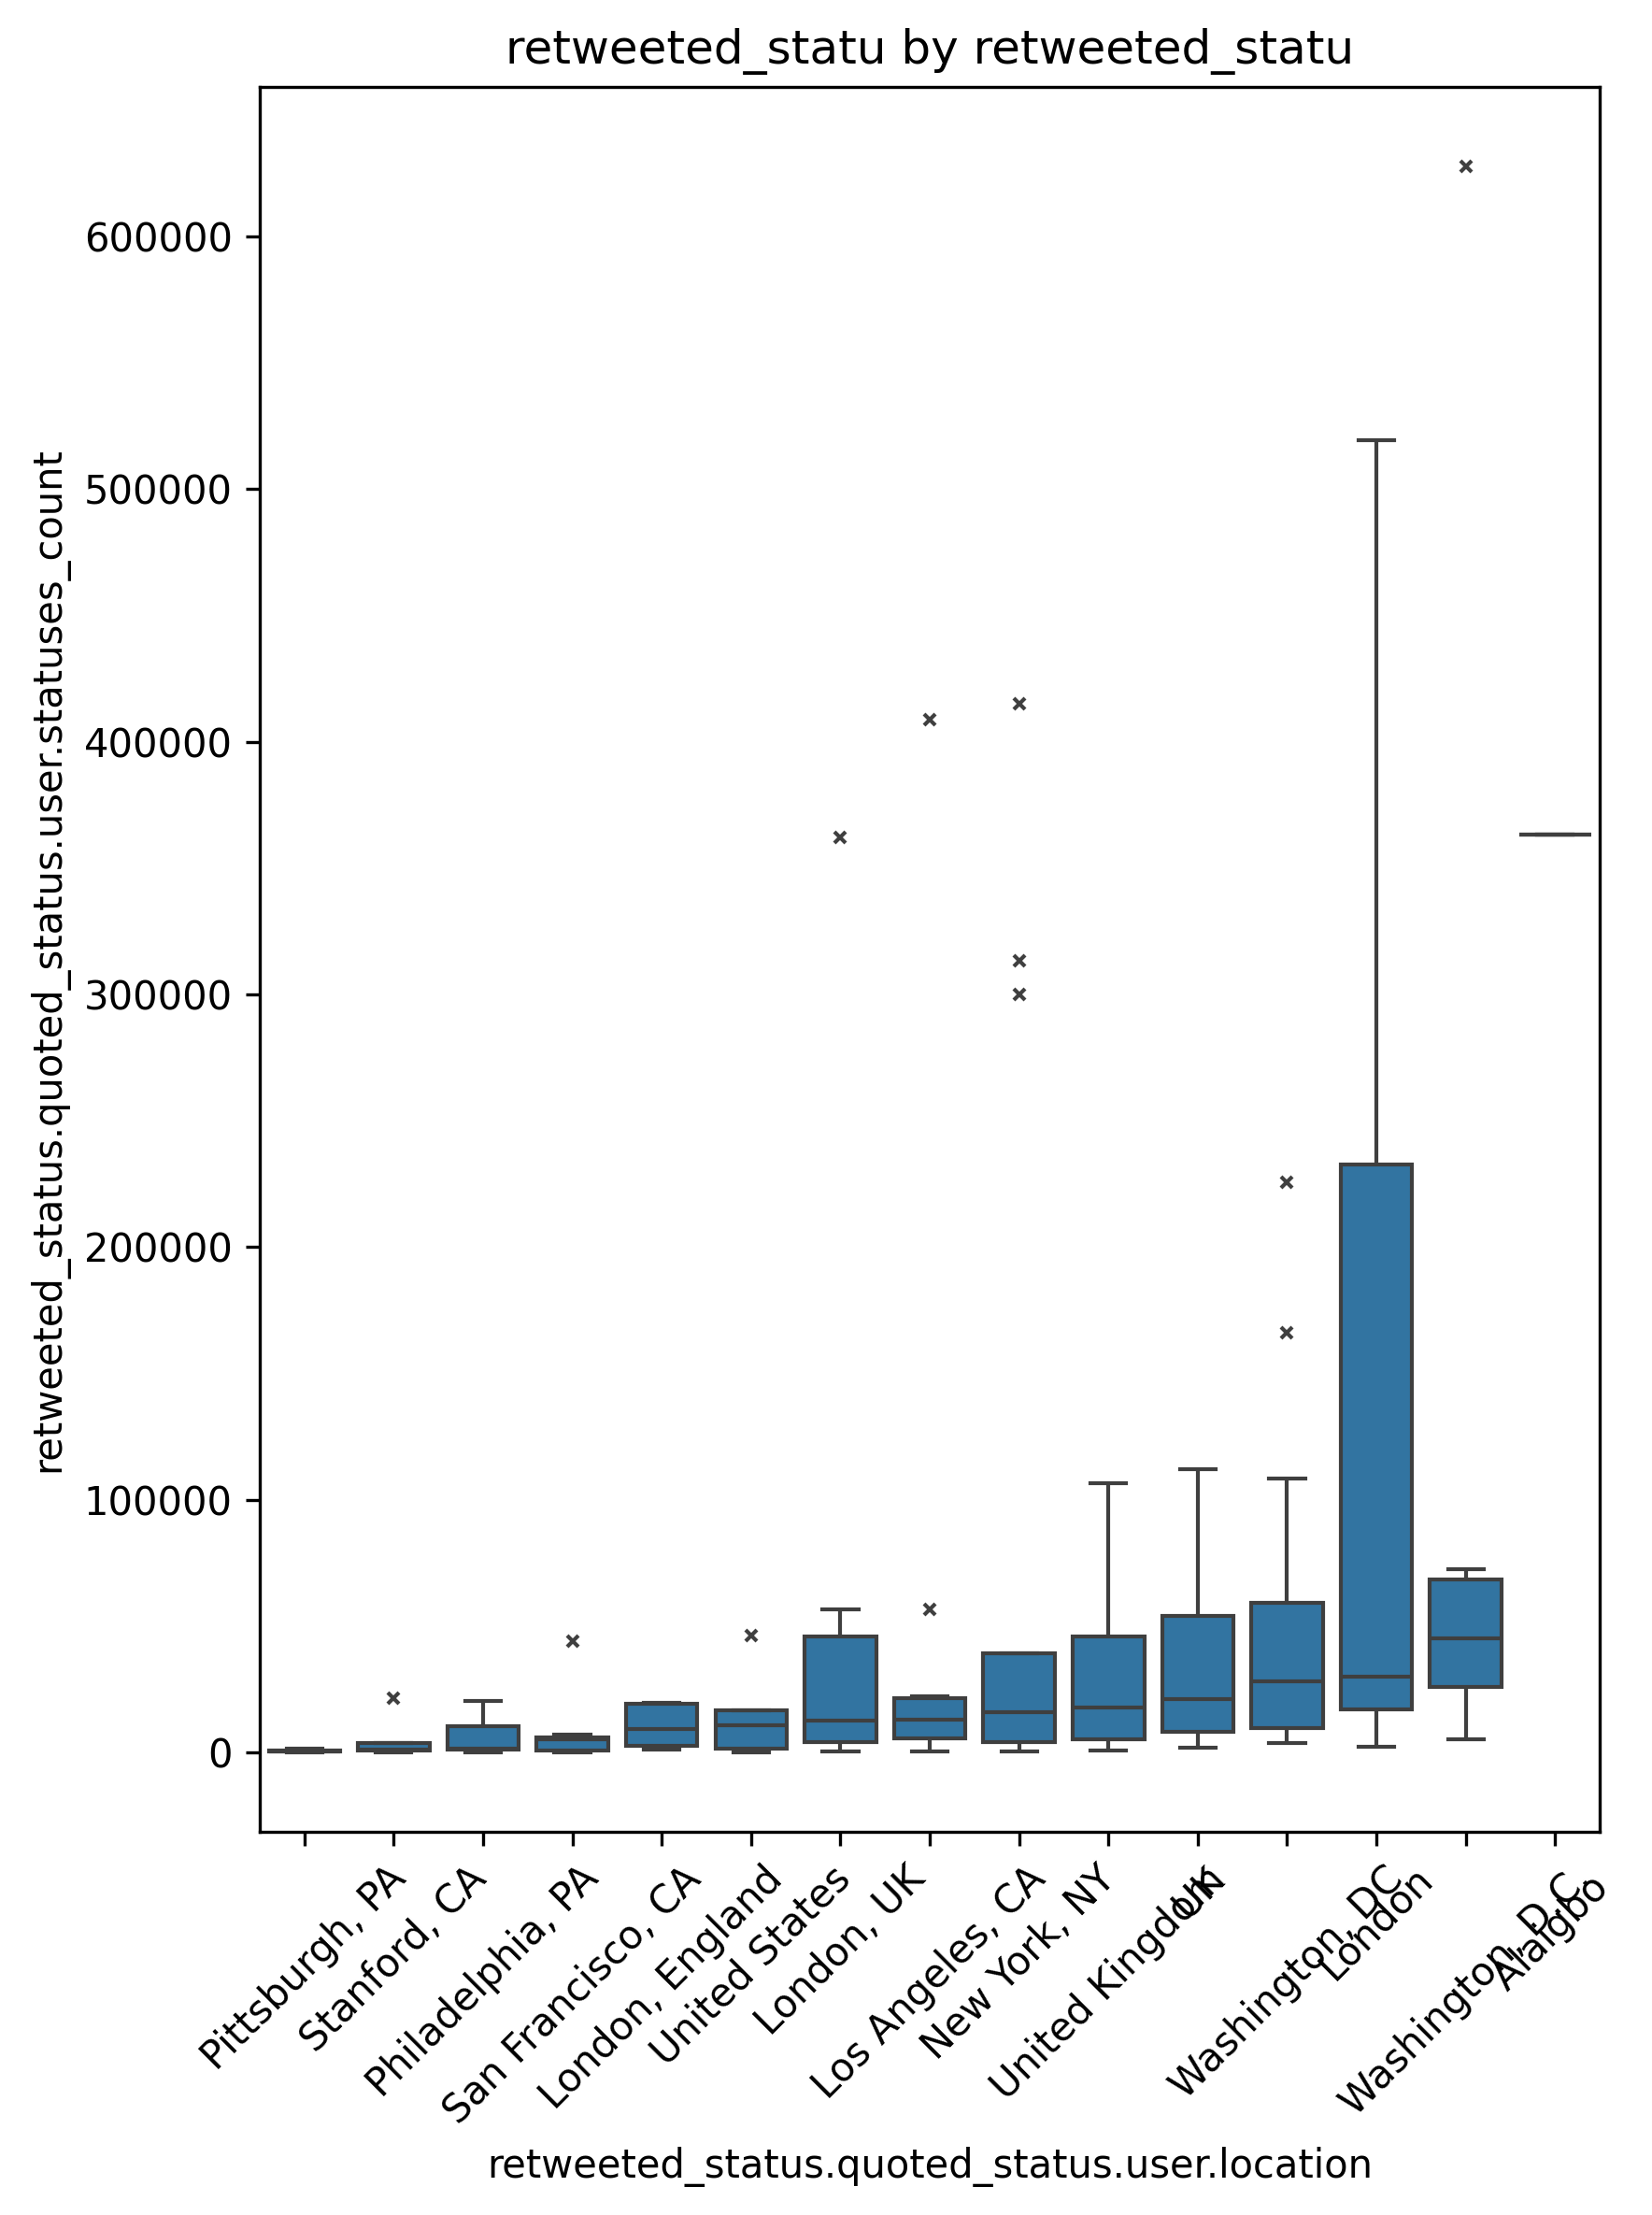 retweeted_statu by retweeted_statu
retweeted_status.quoted_status.user.statuses_count
600000
500000
400000
300000
200000
100000
0
Pittsburgh, PA
Stanford, CA
Philadelphia, PA
San Francisco, CA
London, England
United States
London, UK
Los Angeles, CA
New York, NY
United Kingdom
UK
Washington, DC
London
Washington, D.C.
Alaigbo
retweeted_status.quoted_status.user.location